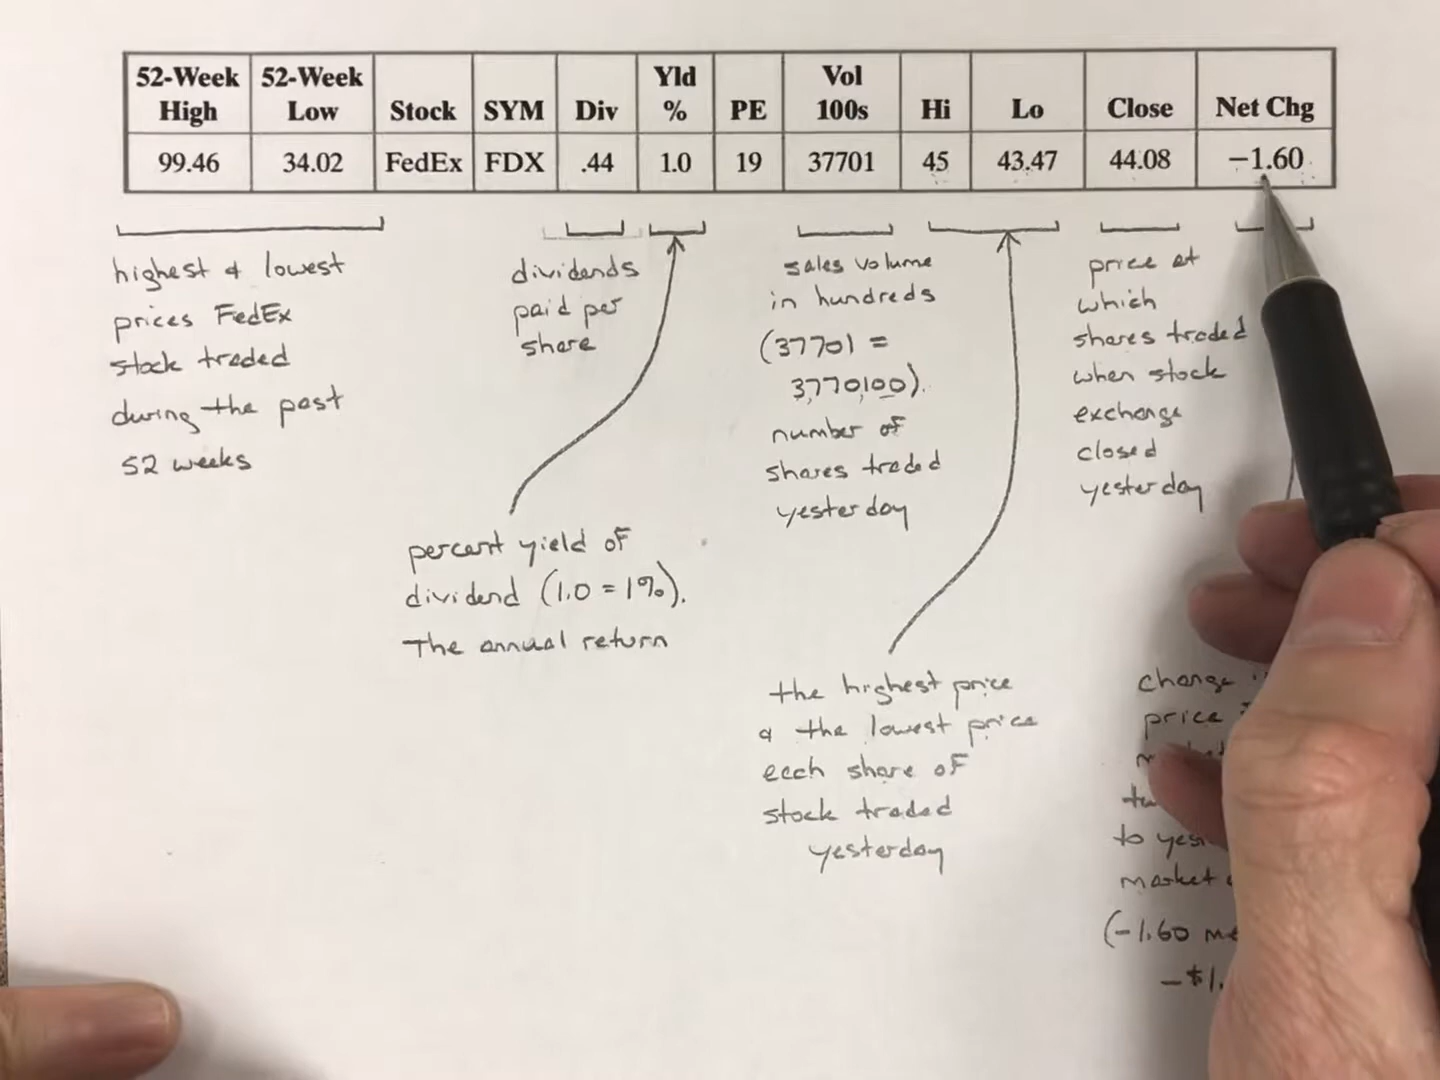 52-Week High 52-Week Low Stock SYM Div Yld % PE Vol 100s Hi Lo Close Net Chg
99.46 34.02 FedEx FDX .44 1.0 19 37701 45 43.47 44.08 −1.60
highest & lowest
prices FedEx
stock traded
during the past
52 weeks
dividends
paid per
share
percent yield of
dividend (1.0 = 1%).
The annual return
sales volume
in hundreds
(37701 =
3,770,100).
number of
shares traded
yesterday
the highest price
& the lowest price
each share of
stock traded
yesterday
price at
which
shares traded
when stock
exchange
closed
yesterday
change
price
to
market
(-1.60
-$1.